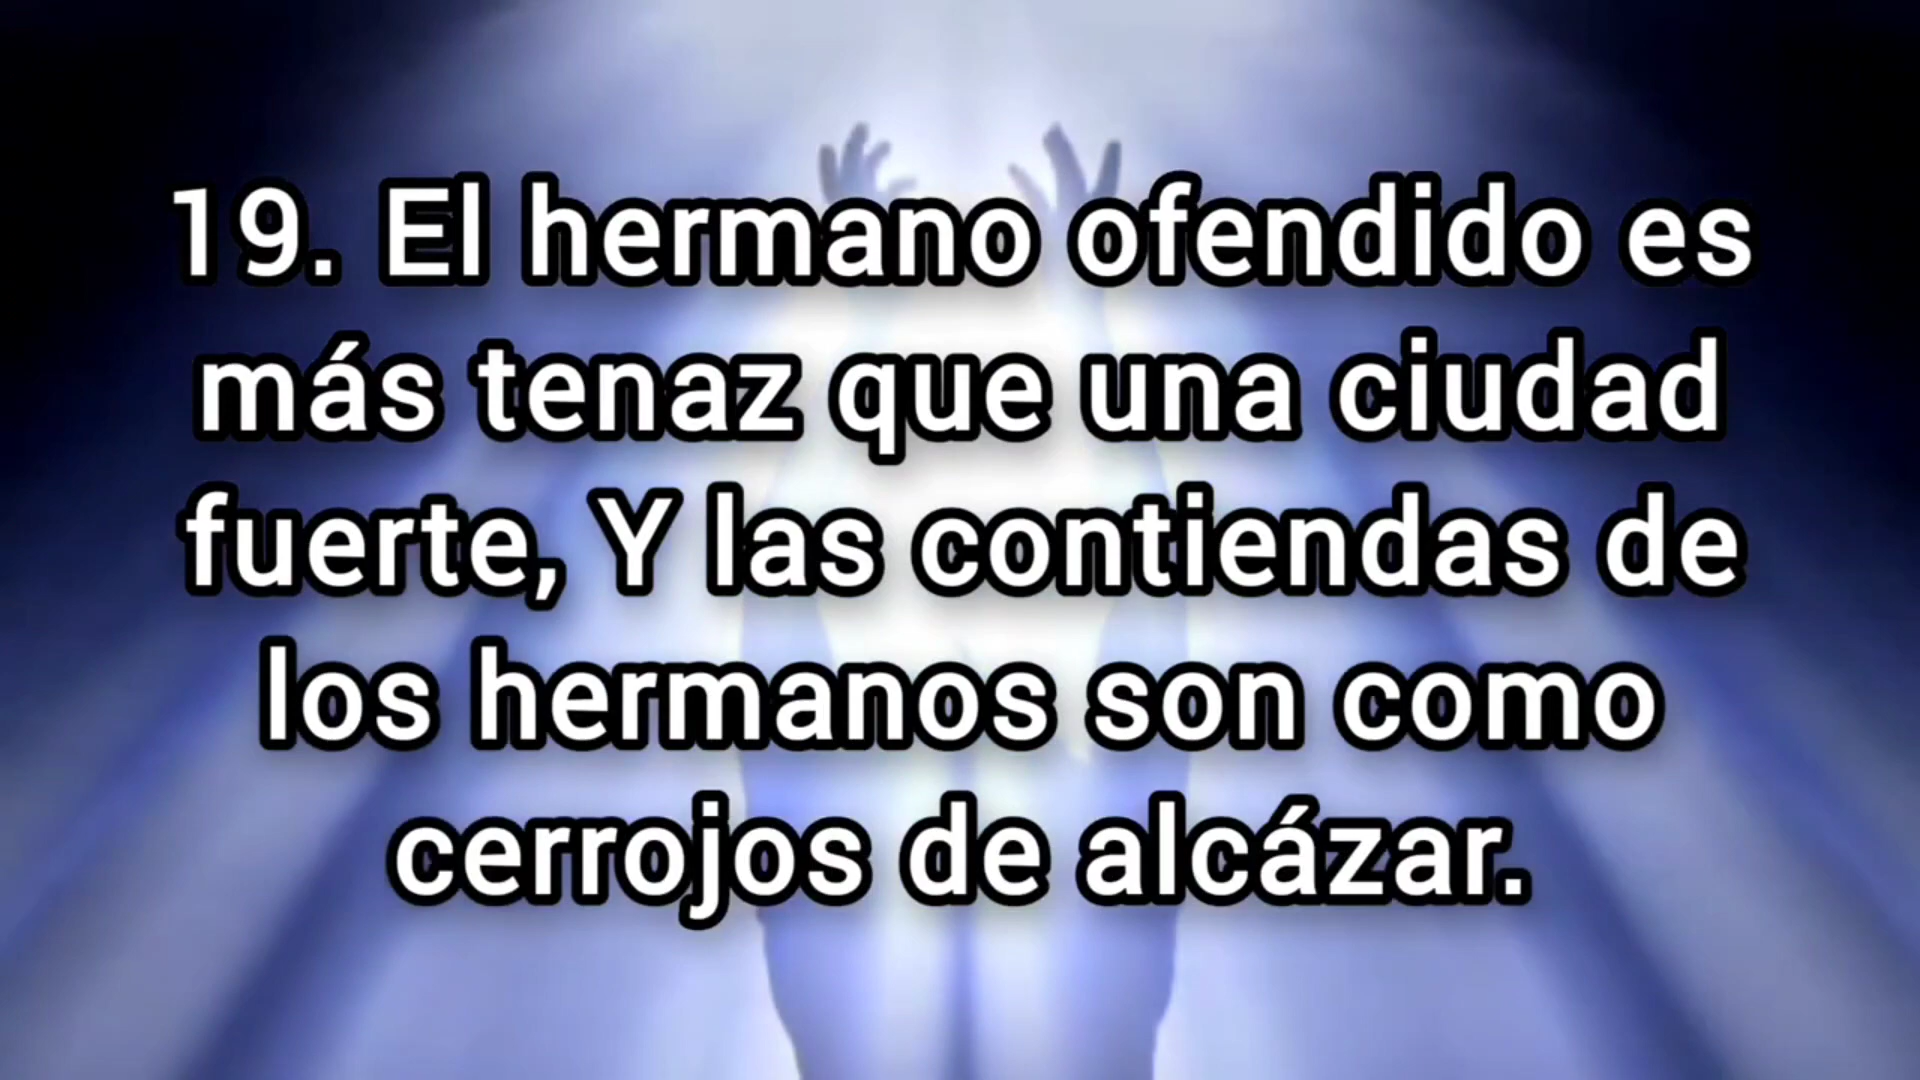 19. El hermano ofendido es
más tenaz que una ciudad
fuerte, Y las contiendas de
los hermanos son como
cerrojos de alcázar.